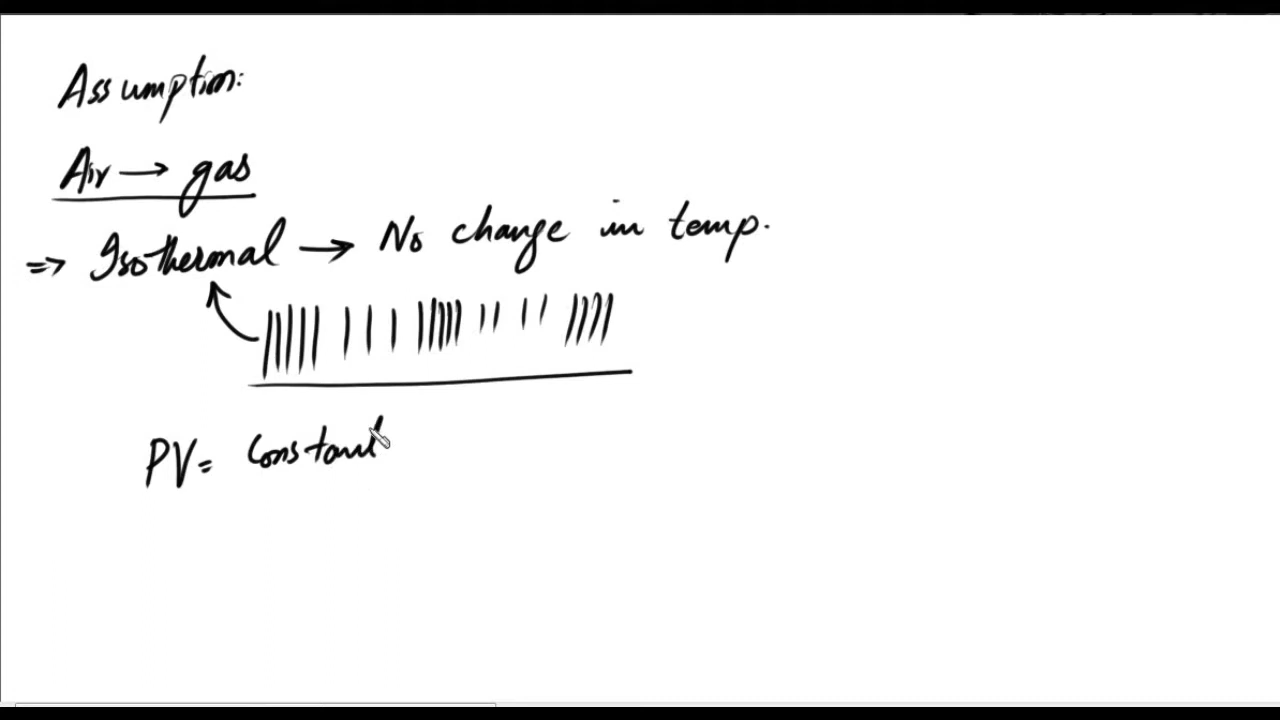 Assumption:
Air → gas
⇒ Isothermal → No change in temp.
PV = Constant